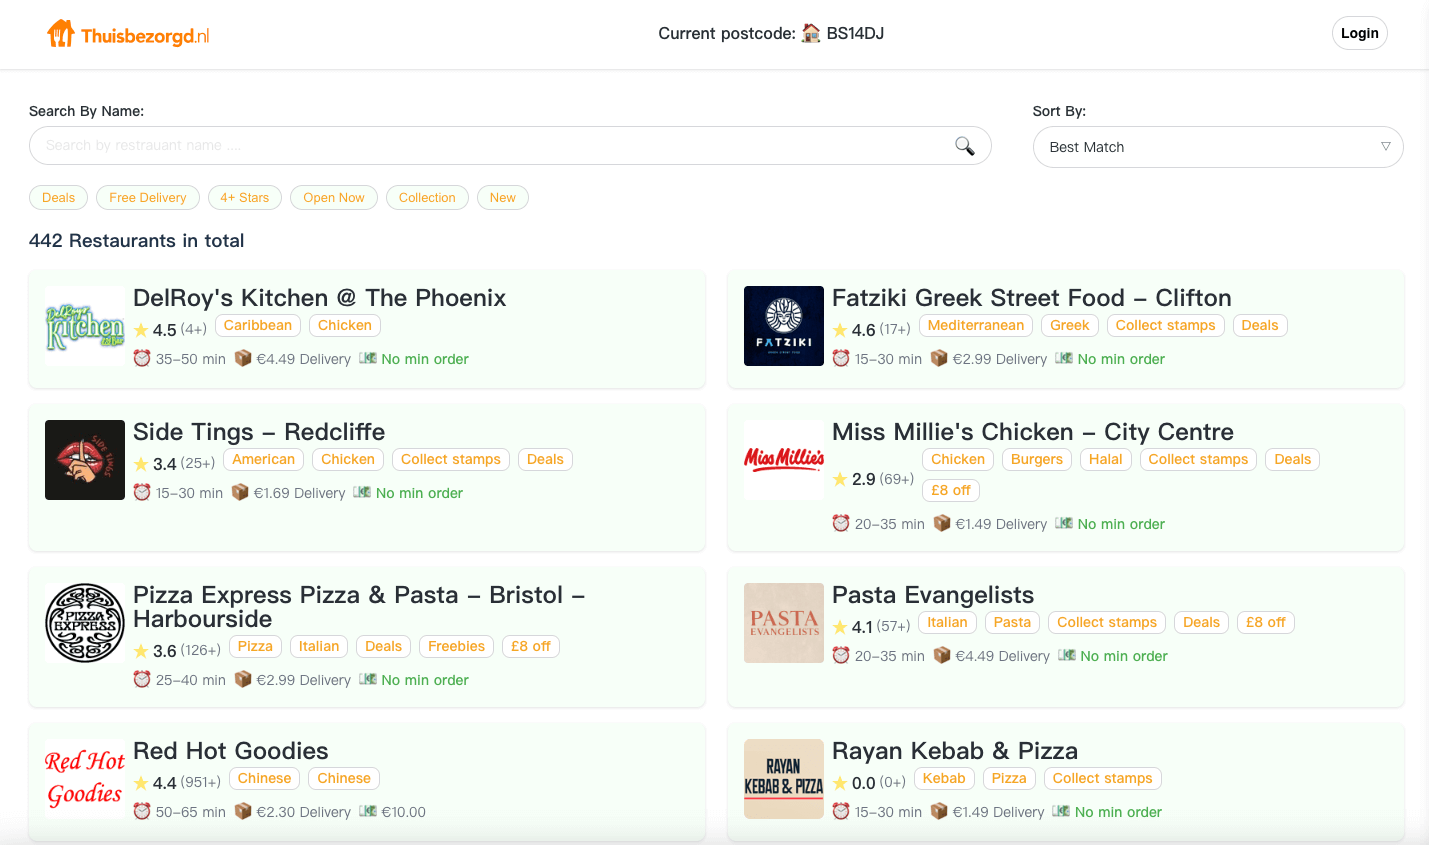 Thuisbezorgd.nl
Current postcode: 🏠 BS14DJ
Login
Search By Name:
Sort By:
Search by restrauant name ....
Best Match
Deals
Free Delivery
4+ Stars
Open Now
Collection
New
442 Restaurants in total
DelRoy's Kitchen
DelRoy's Kitchen @ The Phoenix
4.5 (4+) Caribbean Chicken
35-50 min €4.49 Delivery No min order
FATZIKI
Fatziki Greek Street Food - Clifton
4.6 (17+) Mediterranean Greek Collect stamps Deals
15-30 min €2.99 Delivery No min order
SIDE TINGS
Side Tings - Redcliffe
3.4 (25+) American Chicken Collect stamps Deals
15-30 min €1.69 Delivery No min order
Miss Millie's
Miss Millie's Chicken - City Centre
2.9 (69+) Chicken Burgers Halal Collect stamps Deals
£8 off
20-35 min €1.49 Delivery No min order
PIZZA
EXPRESS
Pizza Express Pizza & Pasta - Bristol -
Harbourside
3.6 (126+) Pizza Italian Deals Freebies £8 off
25-40 min €2.99 Delivery No min order
PASTA
EVANGELISTS
Pasta Evangelists
4.1 (57+) Italian Pasta Collect stamps Deals £8 off
20-35 min €4.49 Delivery No min order
Red Hot
Goodies
Red Hot Goodies
4.4 (951+) Chinese Chinese
50-65 min €2.30 Delivery €10.00
RAYAN
KEBAB & PIZZA
Rayan Kebab & Pizza
0.0 (0+) Kebab Pizza Collect stamps
15-30 min €1.49 Delivery No min order